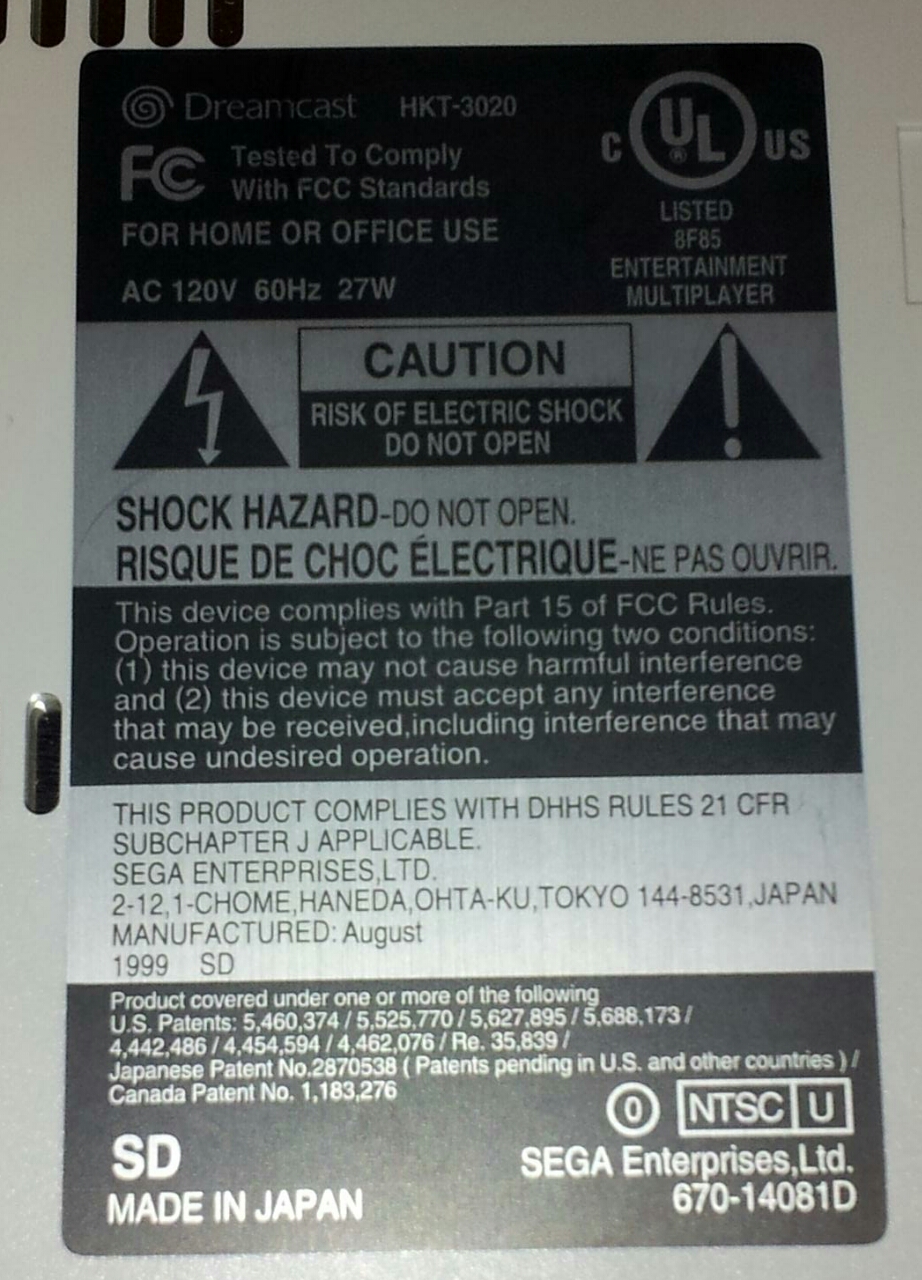 Dreamcast HKT-3020
FC Tested To Comply
With FCC Standards
FOR HOME OR OFFICE USE
AC 120V 60Hz 27W
C UL ® US
LISTED
8F85
ENTERTAINMENT
MULTIPLAYER
CAUTION
RISK OF ELECTRIC SHOCK
DO NOT OPEN
SHOCK HAZARD-DO NOT OPEN.
RISQUE DE CHOC ÉLECTRIQUE-NE PAS OUVRIR.
This device complies with Part 15 of FCC Rules.
Operation is subject to the following two conditions:
(1) this device may not cause harmful interference
and (2) this device must accept any interference
that may be received,including interference that may
cause undesired operation.
THIS PRODUCT COMPLIES WITH DHHS RULES 21 CFR
SUBCHAPTER J APPLICABLE.
SEGA ENTERPRISES,LTD.
2-12,1-CHOME,HANEDA,OHTA-KU,TOKYO 144-8531,JAPAN
MANUFACTURED: August
1999 SD
Product covered under one or more of the following
U.S. Patents: 5,460,374 / 5,525,770 / 5,627,895 / 5,688,173 /
4,442,486 / 4,454,594 / 4,462,076 / Re. 35,839 /
Japanese Patent No.2870538 ( Patents pending in U.S. and other countries ) /
Canada Patent No. 1,183,276
0 NTSC U
SD
MADE IN JAPAN
SEGA Enterprises,Ltd.
670-14081D